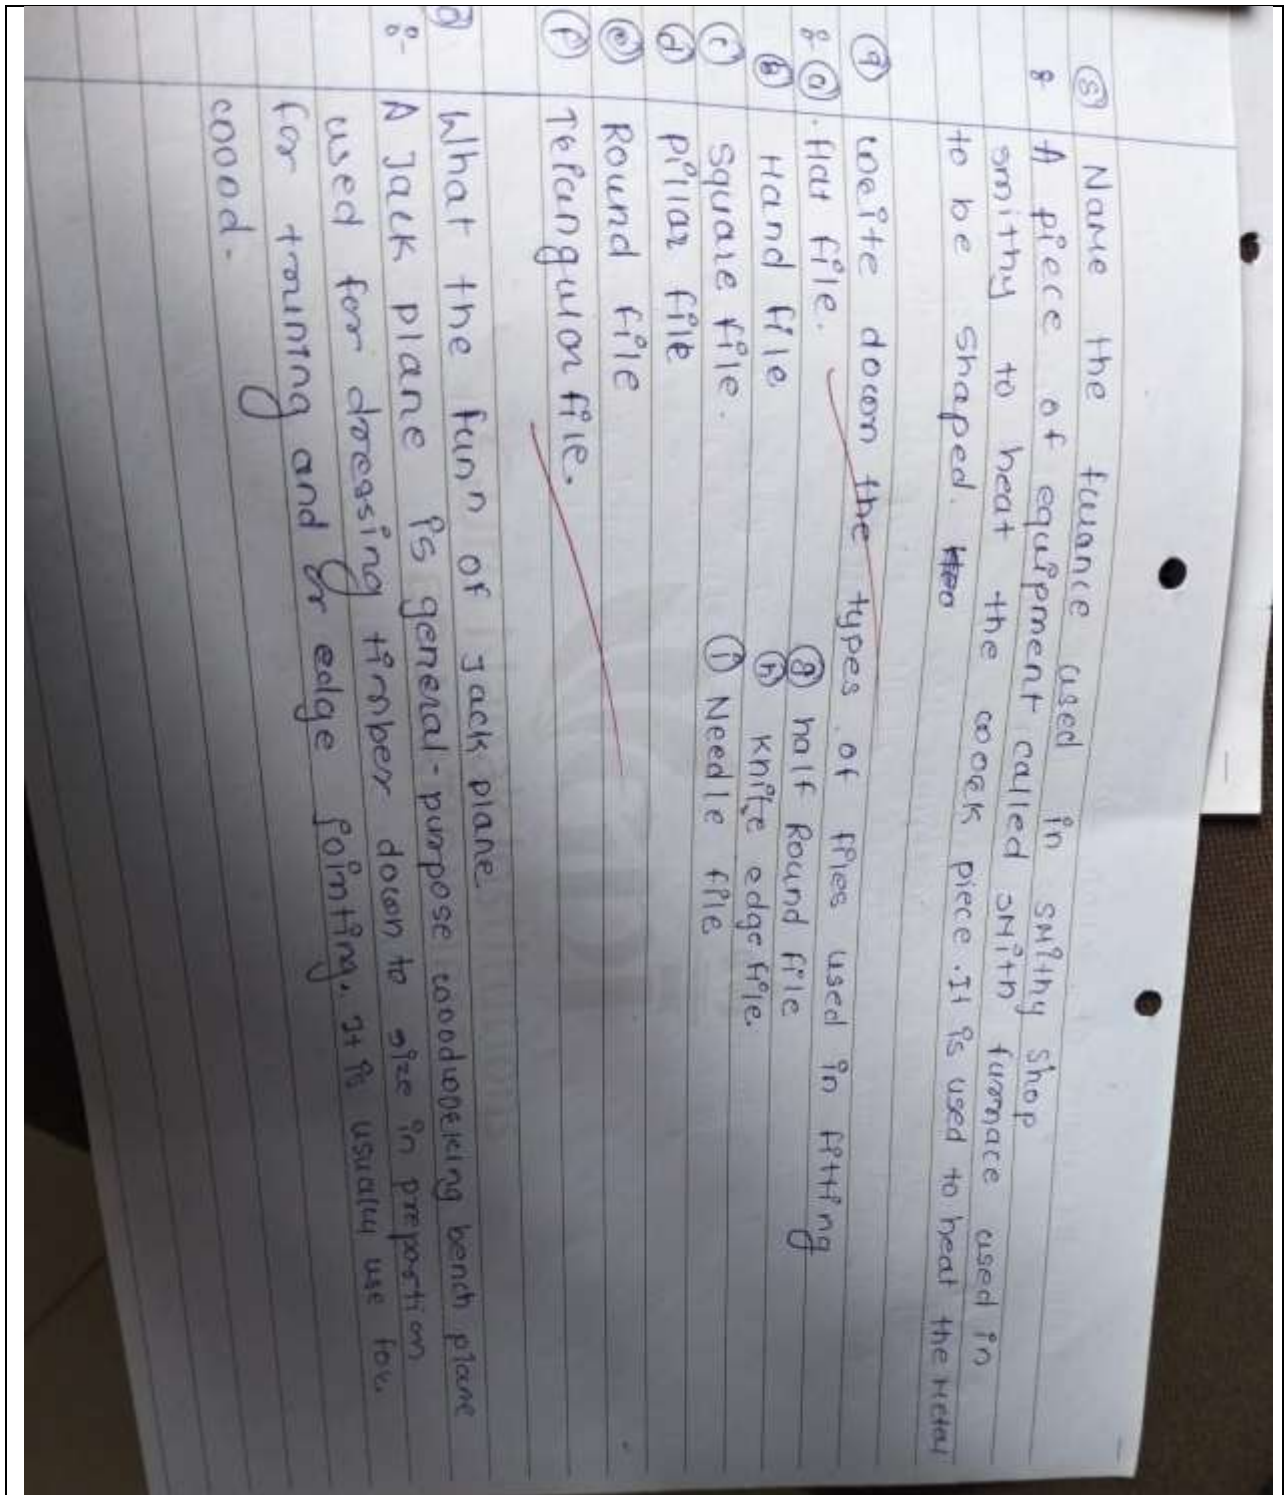 ⑧ Name the fuuance used in smithy shop
:- A piece of equipment called smith furnace used in
smithy to heat the work piece. It is used to heat the Metal
to be shaped.
⑨ write down the types of files used in fitting
:- ⓐ . flat file. ⓖ half Round file
ⓑ Hand file ⓗ knife edge file.
ⓒ Square file. ⓘ Needle file
ⓓ pillar file
ⓔ Round file
ⓕ Teiangular file.
What the funⁿ of Jack plane
:- A Jack plane is general-purpose woodworking bench plane
used for dressing timber down to size in preparation
for truning and or edge jointing. It is usually use for
wood.